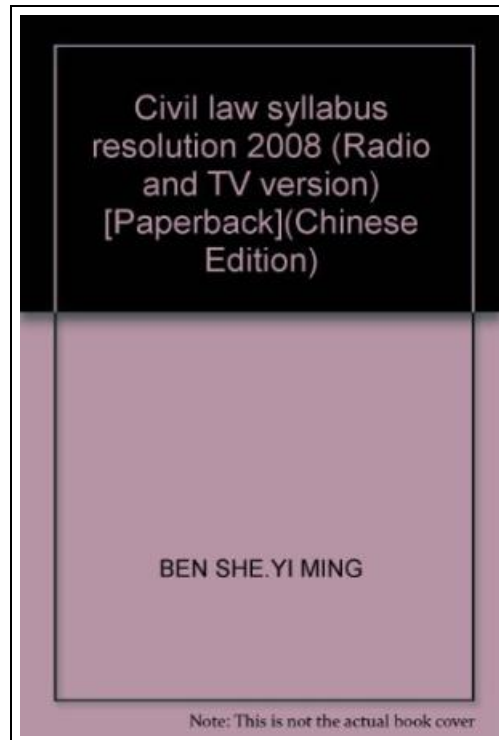 Civil law syllabus
resolution 2008 (Radio
and TV version)
[Paperback](Chinese
Edition)
BEN SHE.YI MING
Note: This is not the actual book cover